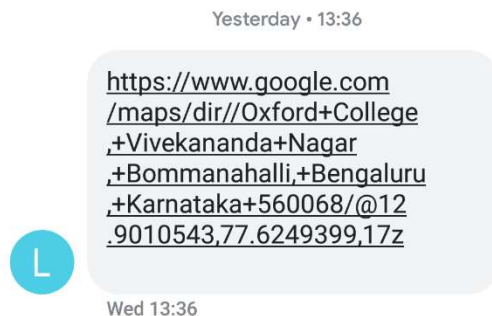 Yesterday • 13:36
https://www.google.com
/maps/dir//Oxford+College
,+Vivekananda+Nagar
,+Bommanahalli,+Bengaluru
,+Karnataka+560068/@12
.9010543,77.6249399,17z
L
Wed 13:36